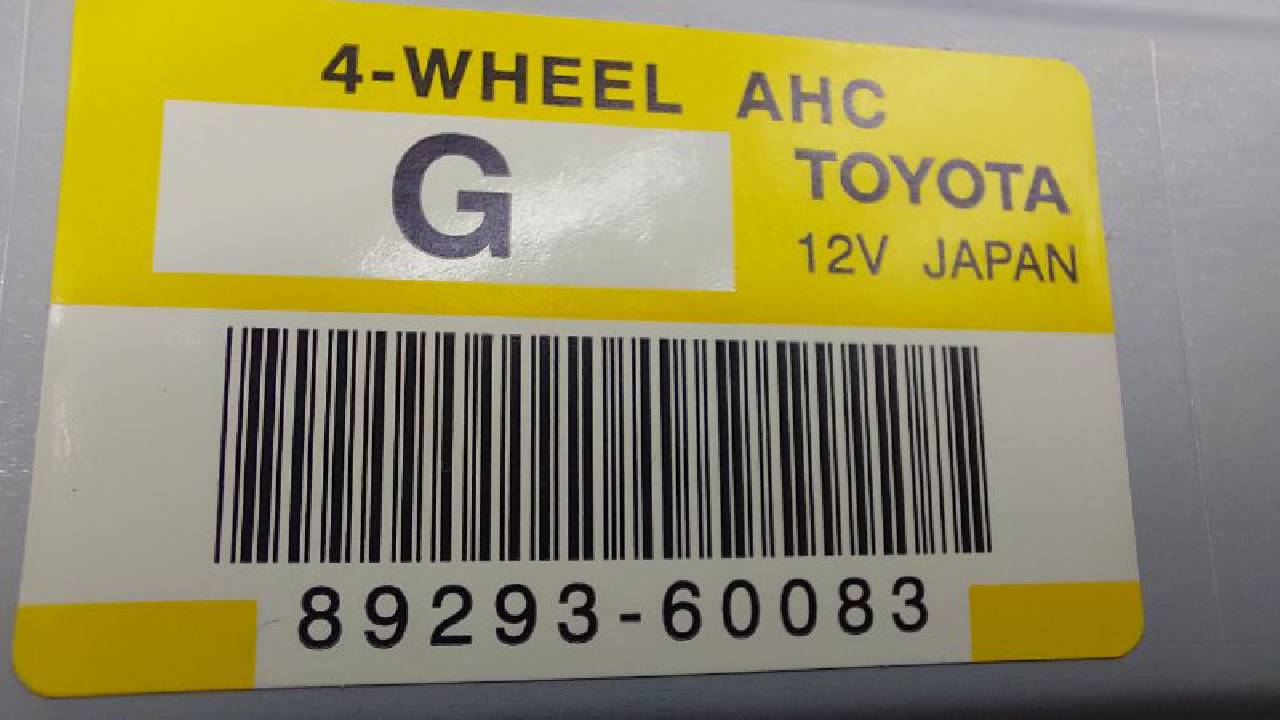 4-WHEEL AHC
G
TOYOTA
12V JAPAN
89293-60083